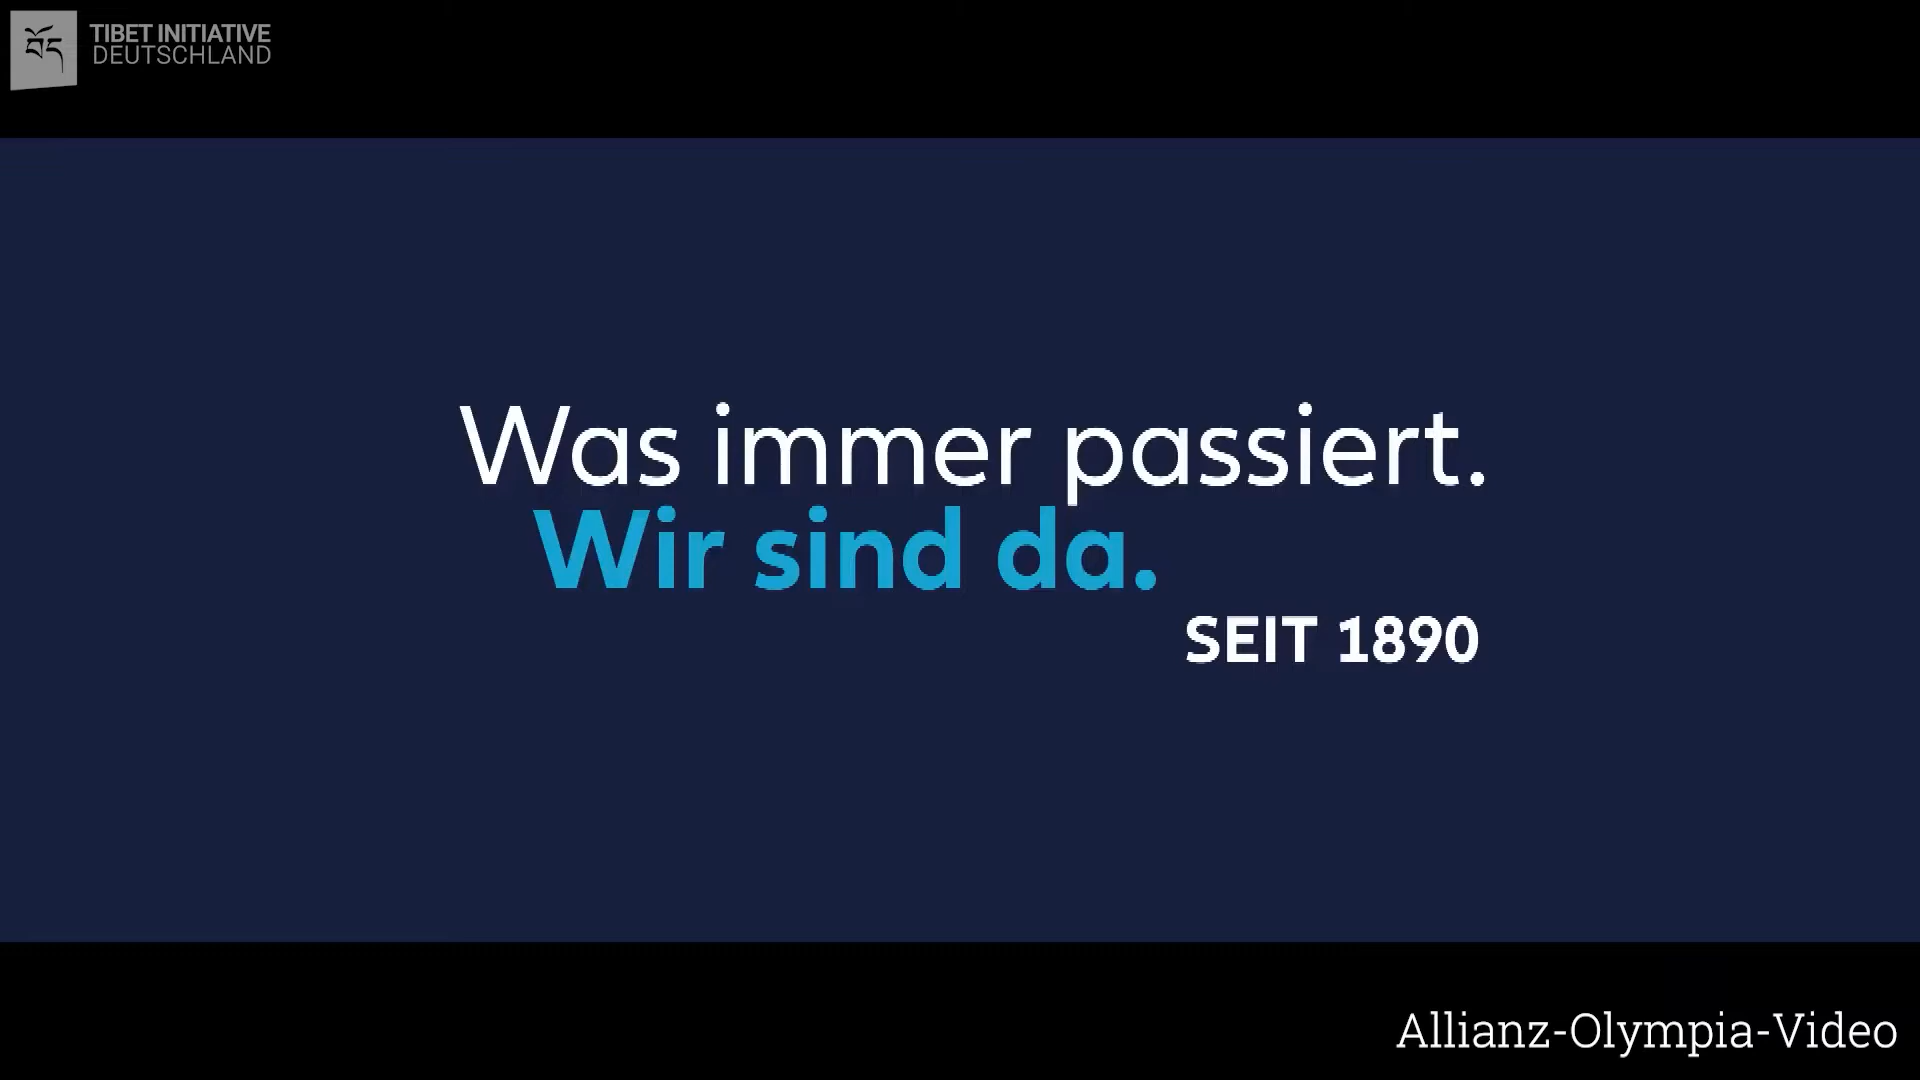 TIBET INITIATIVE
DEUTSCHLAND
Was immer passiert.
Wir sind da.
SEIT 1890
Allianz-Olympia-Video